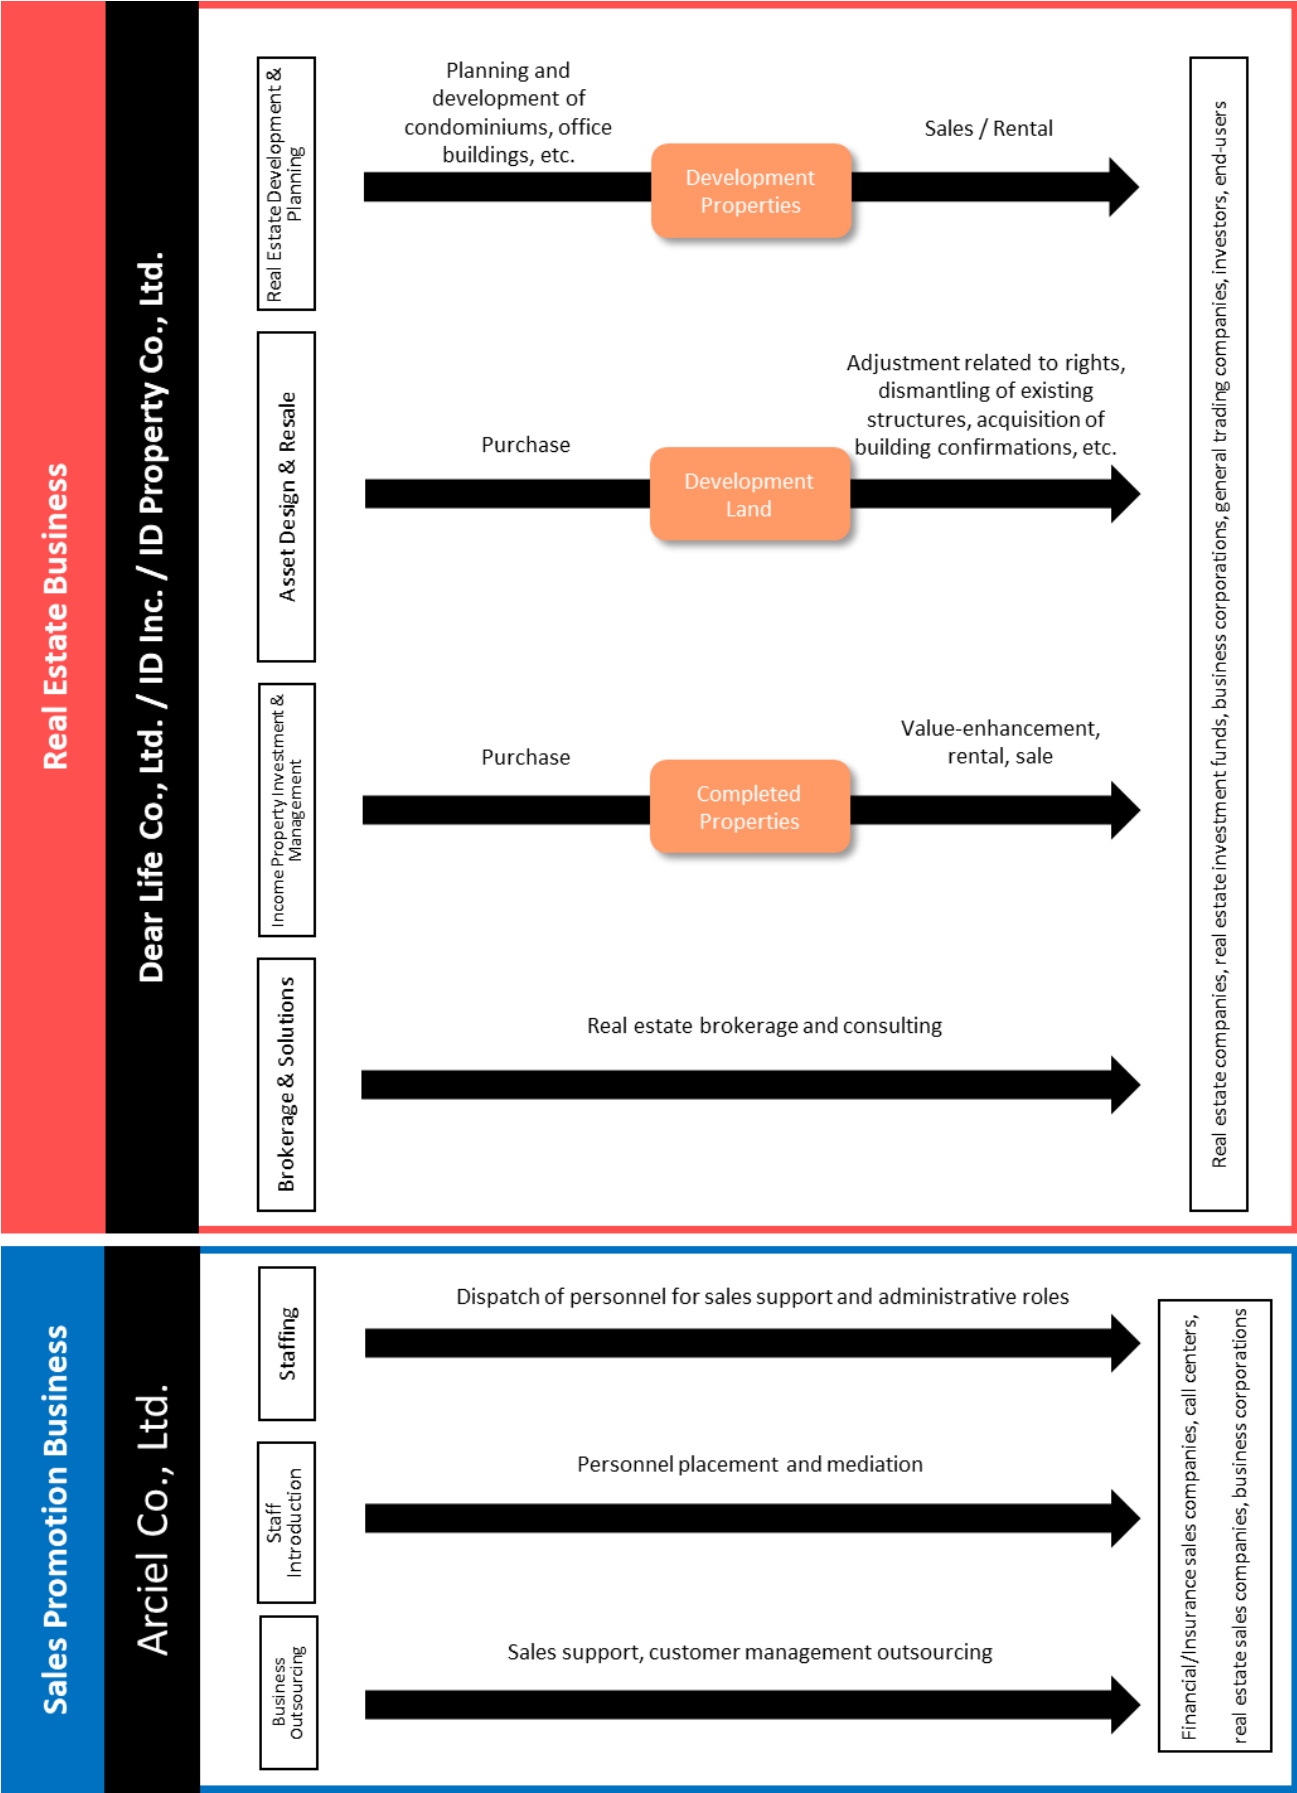 Real Estate Business
Dear Life Co., Ltd. / ID Inc. / ID Property Co., Ltd.
Real Estate Development &
Planning
Planning and
development of
condominiums, office
buildings, etc.
Development
Properties
Sales / Rental
Asset Design & Resale
Purchase
Development
Land
Adjustment related to rights,
dismantling of existing
structures, acquisition of
building confirmations, etc.
Income Property Investment &
Management
Purchase
Completed
Properties
Value-enhancement,
rental, sale
Brokerage & Solutions
Real estate brokerage and consulting
Real estate companies, real estate investment funds, business corporations, general trading companies, investors, end-users
Sales Promotion Business
Arciel Co., Ltd.
Staffing
Dispatch of personnel for sales support and administrative roles
Staff
Introduction
Personnel placement and mediation
Business
Outsourcing
Sales support, customer management outsourcing
Financial/Insurance sales companies, call centers,
real estate sales companies, business corporations